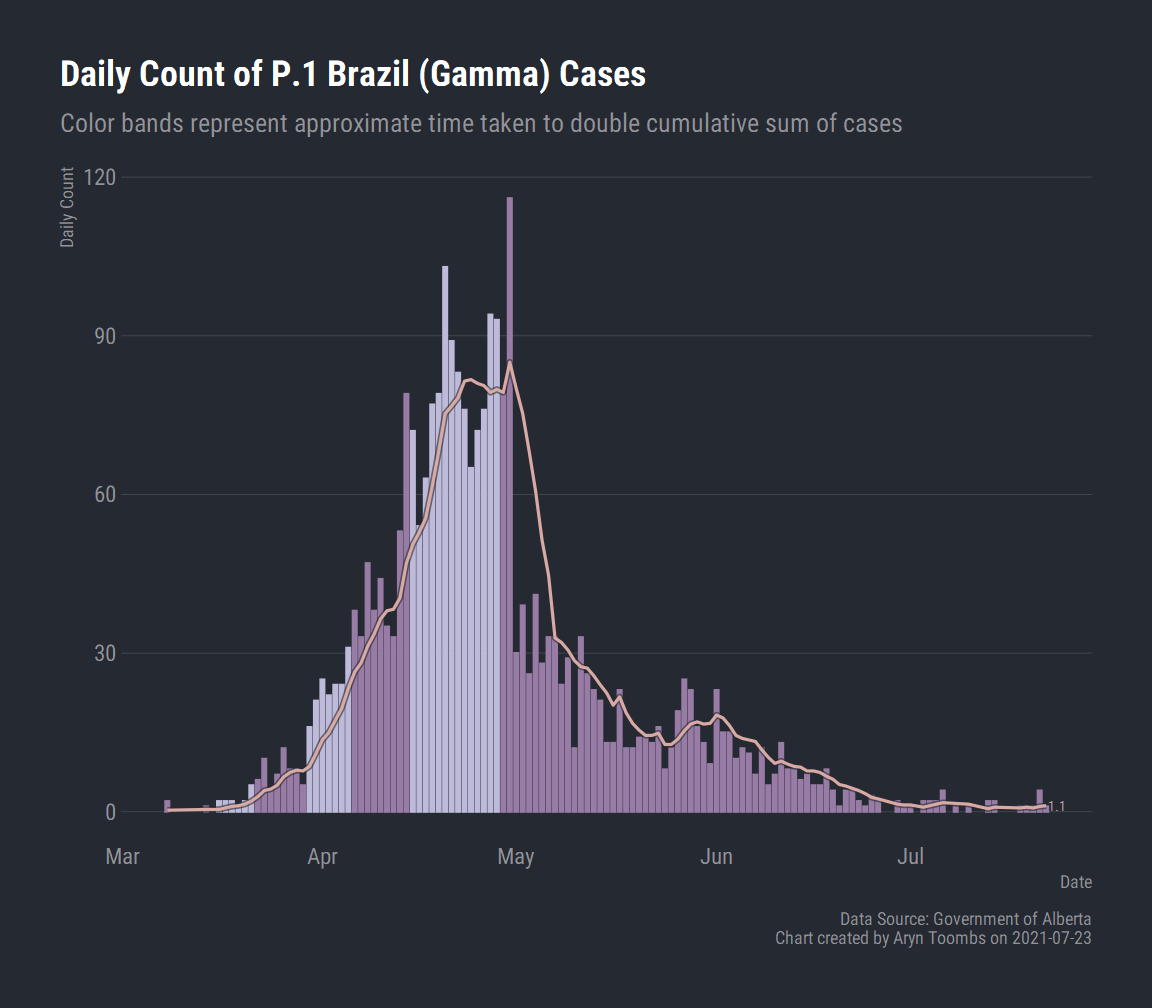 Daily Count of P.1 Brazil (Gamma) Cases
Color bands represent approximate time taken to double cumulative sum of cases
Daily Count
120
90
60
30
0
1.1
Mar Apr May Jun Jul
Date
Data Source: Government of Alberta
Chart created by Aryn Toombs on 2021-07-23